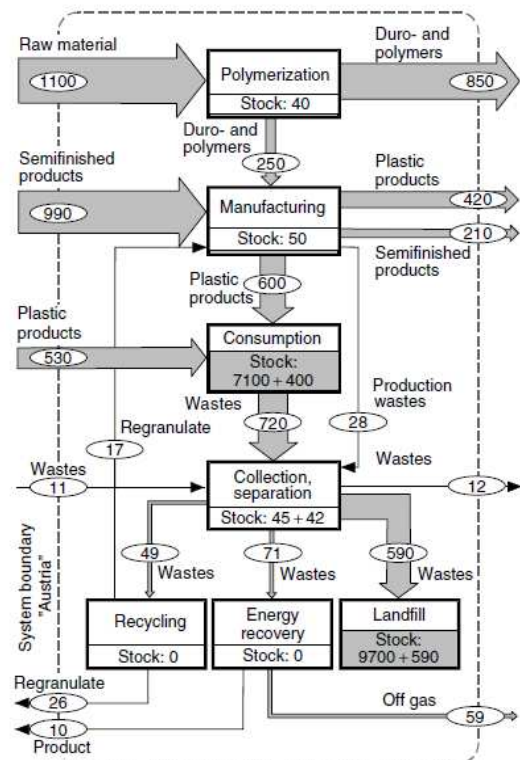 Raw material
1100
Polymerization
Stock: 40
Duro- and
polymers
850
Duro- and
polymers
250
Semifinished
products
990
Manufacturing
Stock: 50
Plastic
products
420
210
Semifinished
products
Plastic
products
600
Plastic
products
530
Consumption
Stock:
7100 + 400
Wastes
720
Production
wastes
28
Regranulate
17
Wastes
11
Collection,
separation
Stock: 45 + 42
Wastes
12
49
Wastes
71
Wastes
590
Wastes
System boundary
"Austria"
Recycling
Stock: 0
Energy
recovery
Stock: 0
Landfill
Stock:
9700 + 590
Regranulate
26
10
Product
Off gas
59